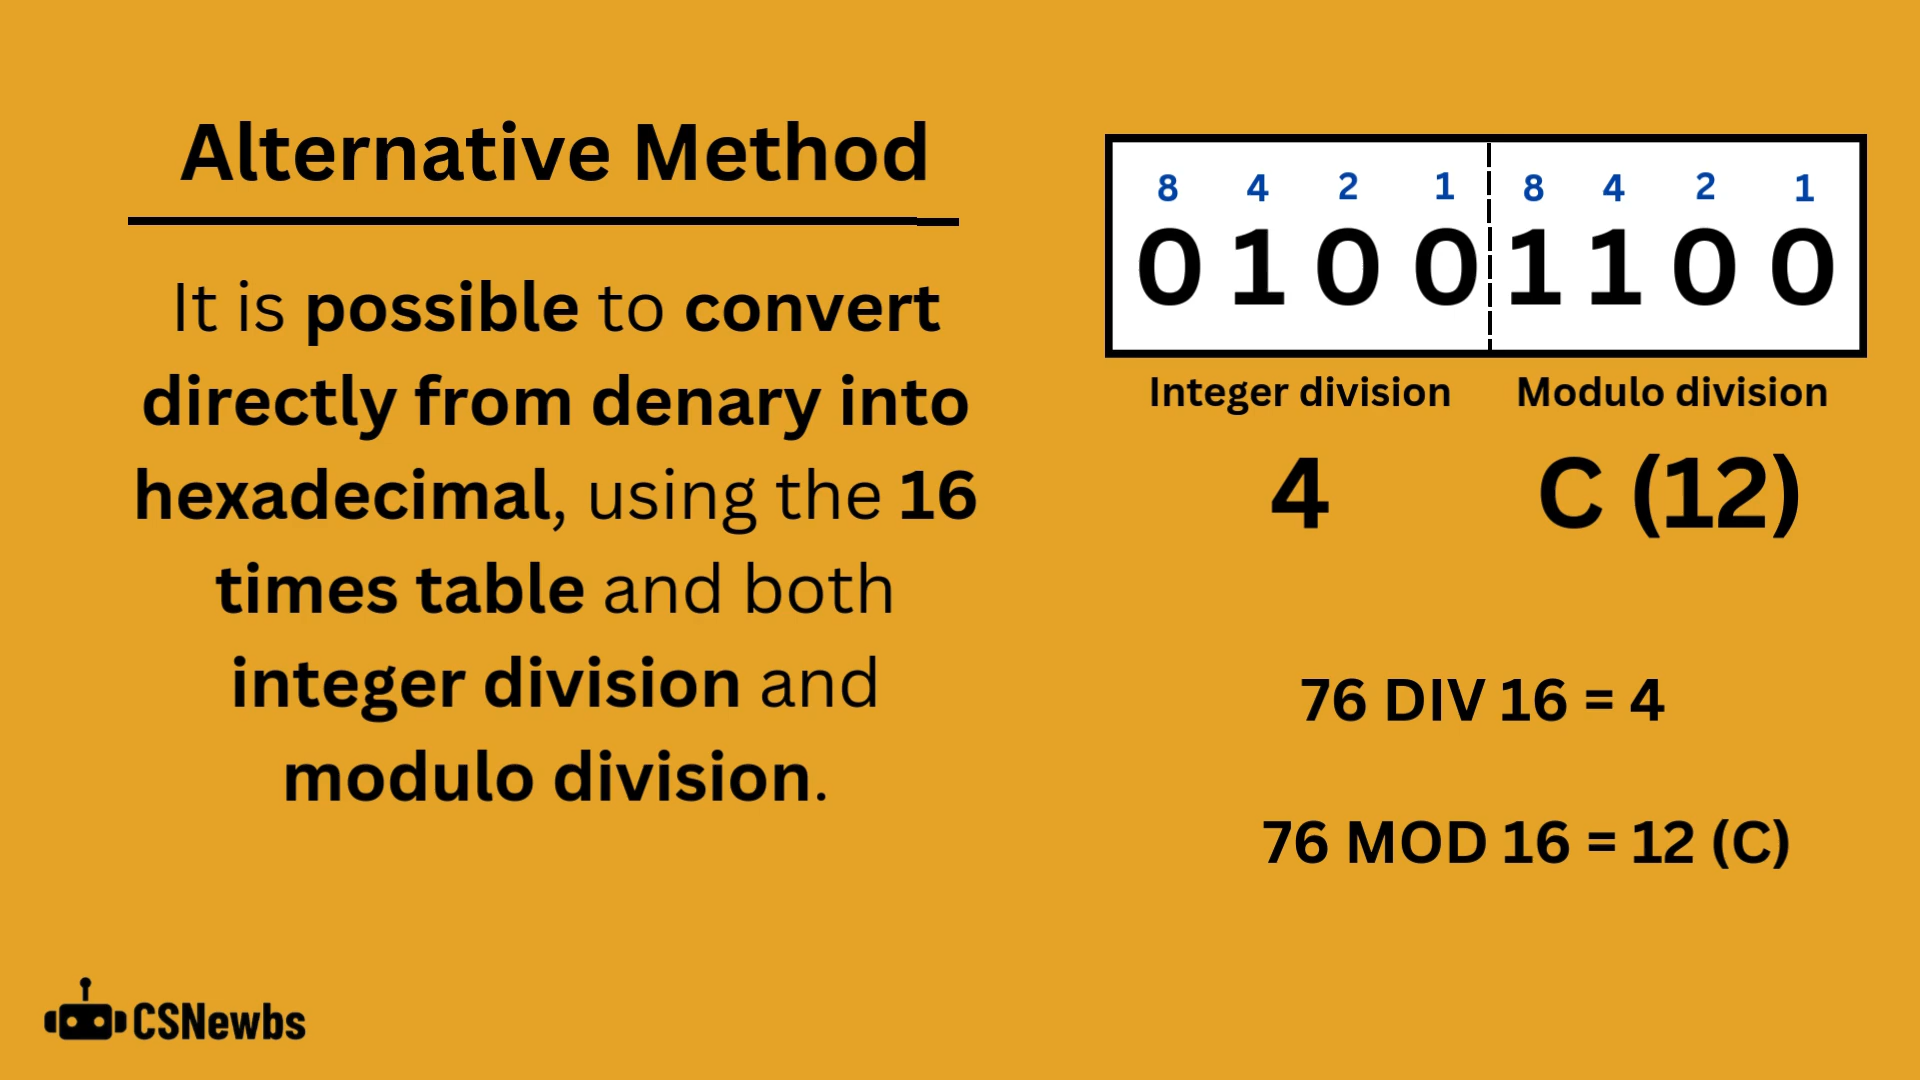 Alternative Method
It is possible to convert
directly from denary into
hexadecimal, using the 16
times table and both
integer division and
modulo division.
8 4 2 1 8 4 2 1
0 1 0 0 1 1 0 0
Integer division Modulo division
4 C (12)
76 DIV 16 = 4
76 MOD 16 = 12 (C)
CSNewbs